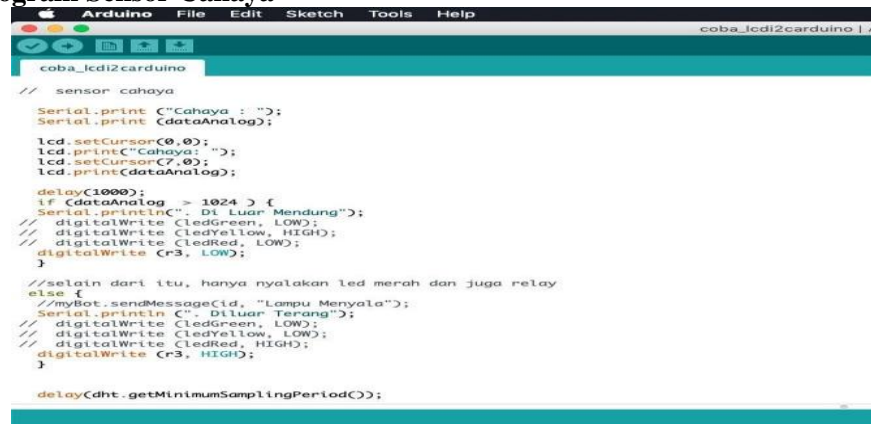 ogram Sensor Cahaya
Arduino File Edit Sketch Tools Help
coba_lcdi2carduino | A
coba_lcdi2carduino
// sensor cahaya
Serial.print ("Cahaya : ");
Serial.print (dataAnalog);
lcd.setCursor(0,0);
lcd.print("Cahaya: ");
lcd.setCursor(7,0);
lcd.print(dataAnalog);
delay(1000);
if (dataAnalog > 1024 ) {
Serial.println(". Di Luar Mendung");
// digitalWrite (ledGreen, LOW);
// digitalWrite (ledYellow, HIGH);
// digitalWrite (ledRed, LOW);
digitalWrite (r3, LOW);
}
//selain dari itu, hanya nyalakan led merah dan juga relay
else {
//myBot.sendMessage(id, "Lampu Menyala");
Serial.println (". Diluar Terang");
// digitalWrite (ledGreen, LOW);
// digitalWrite (ledYellow, LOW);
// digitalWrite (ledRed, HIGH);
digitalWrite (r3, HIGH);
}
delay(dht.getMinimumSamplingPeriod());